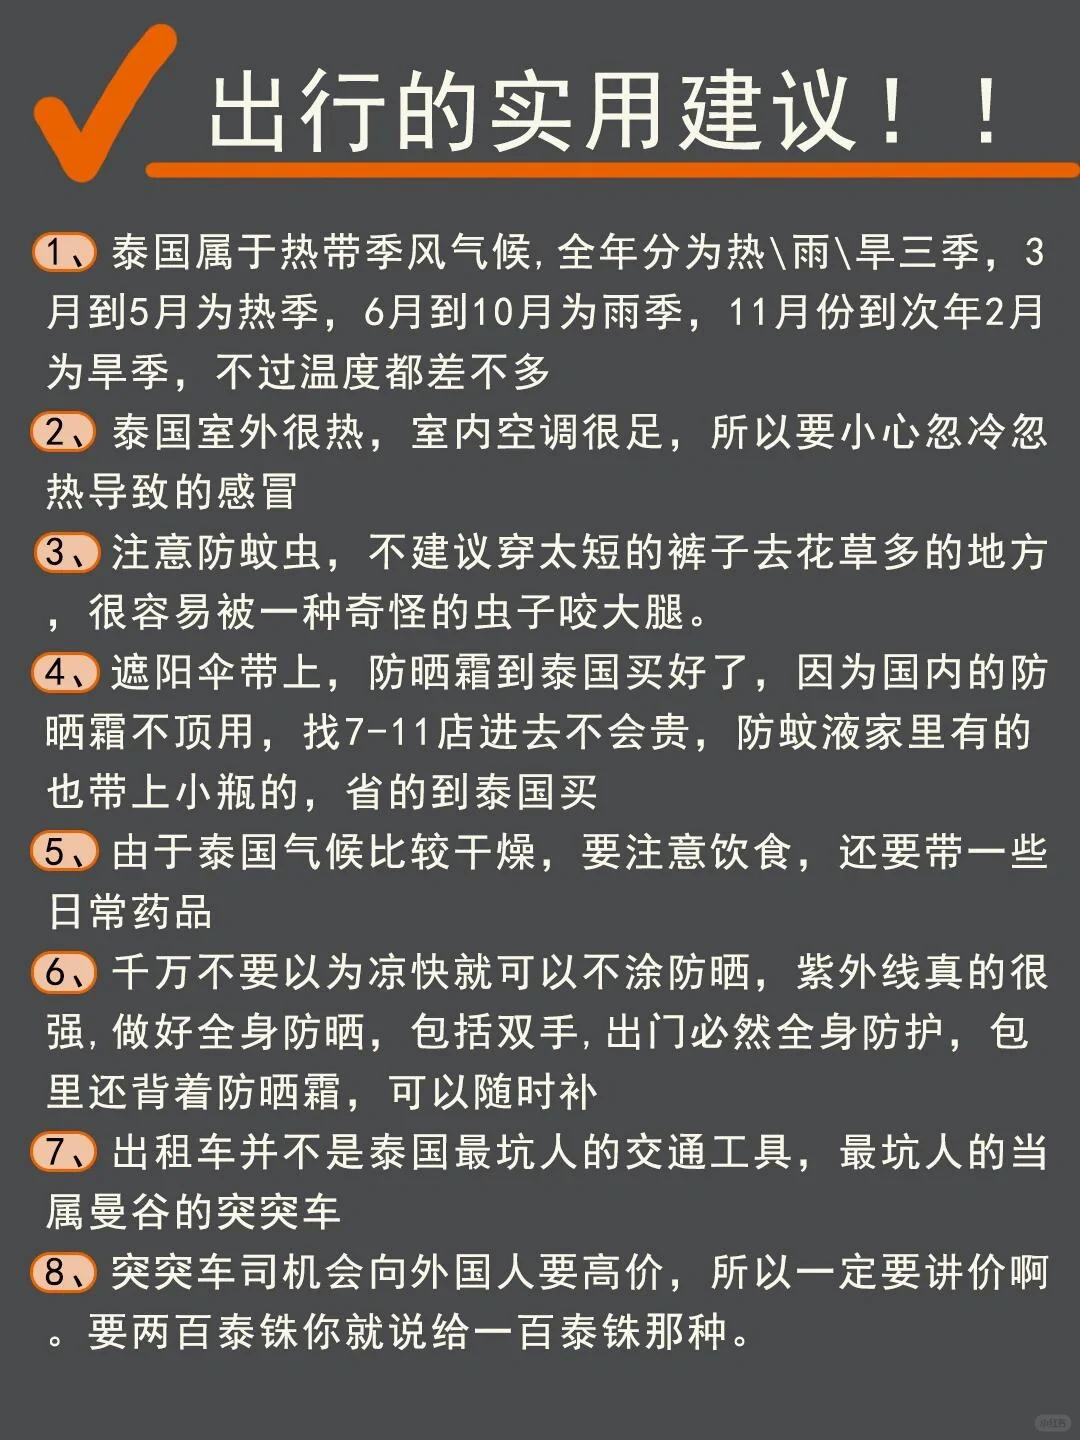 出行的实用建议！！
1、泰国属于热带季风气候,全年分为热\雨\旱三季，3
月到5月为热季，6月到10月为雨季，11月份到次年2月
为旱季，不过温度都差不多
2、泰国室外很热，室内空调很足，所以要小心忽冷忽
热导致的感冒
3、注意防蚊虫，不建议穿太短的裤子去花草多的地方
，很容易被一种奇怪的虫子咬大腿。
4、遮阳伞带上，防晒霜到泰国买好了，因为国内的防
晒霜不顶用，找7-11店进去不会贵，防蚊液家里有的
也带上小瓶的，省的到泰国买
5、由于泰国气候比较干燥，要注意饮食，还要带一些
日常药品
6、千万不要以为凉快就可以不涂防晒，紫外线真的很
强,做好全身防晒，包括双手,出门必然全身防护，包
里还背着防晒霜，可以随时补
7、出租车并不是泰国最坑人的交通工具，最坑人的当
属曼谷的突突车
8、突突车司机会向外国人要高价，所以一定要讲价啊
。要两百泰铢你就说给一百泰铢那种。
小红书